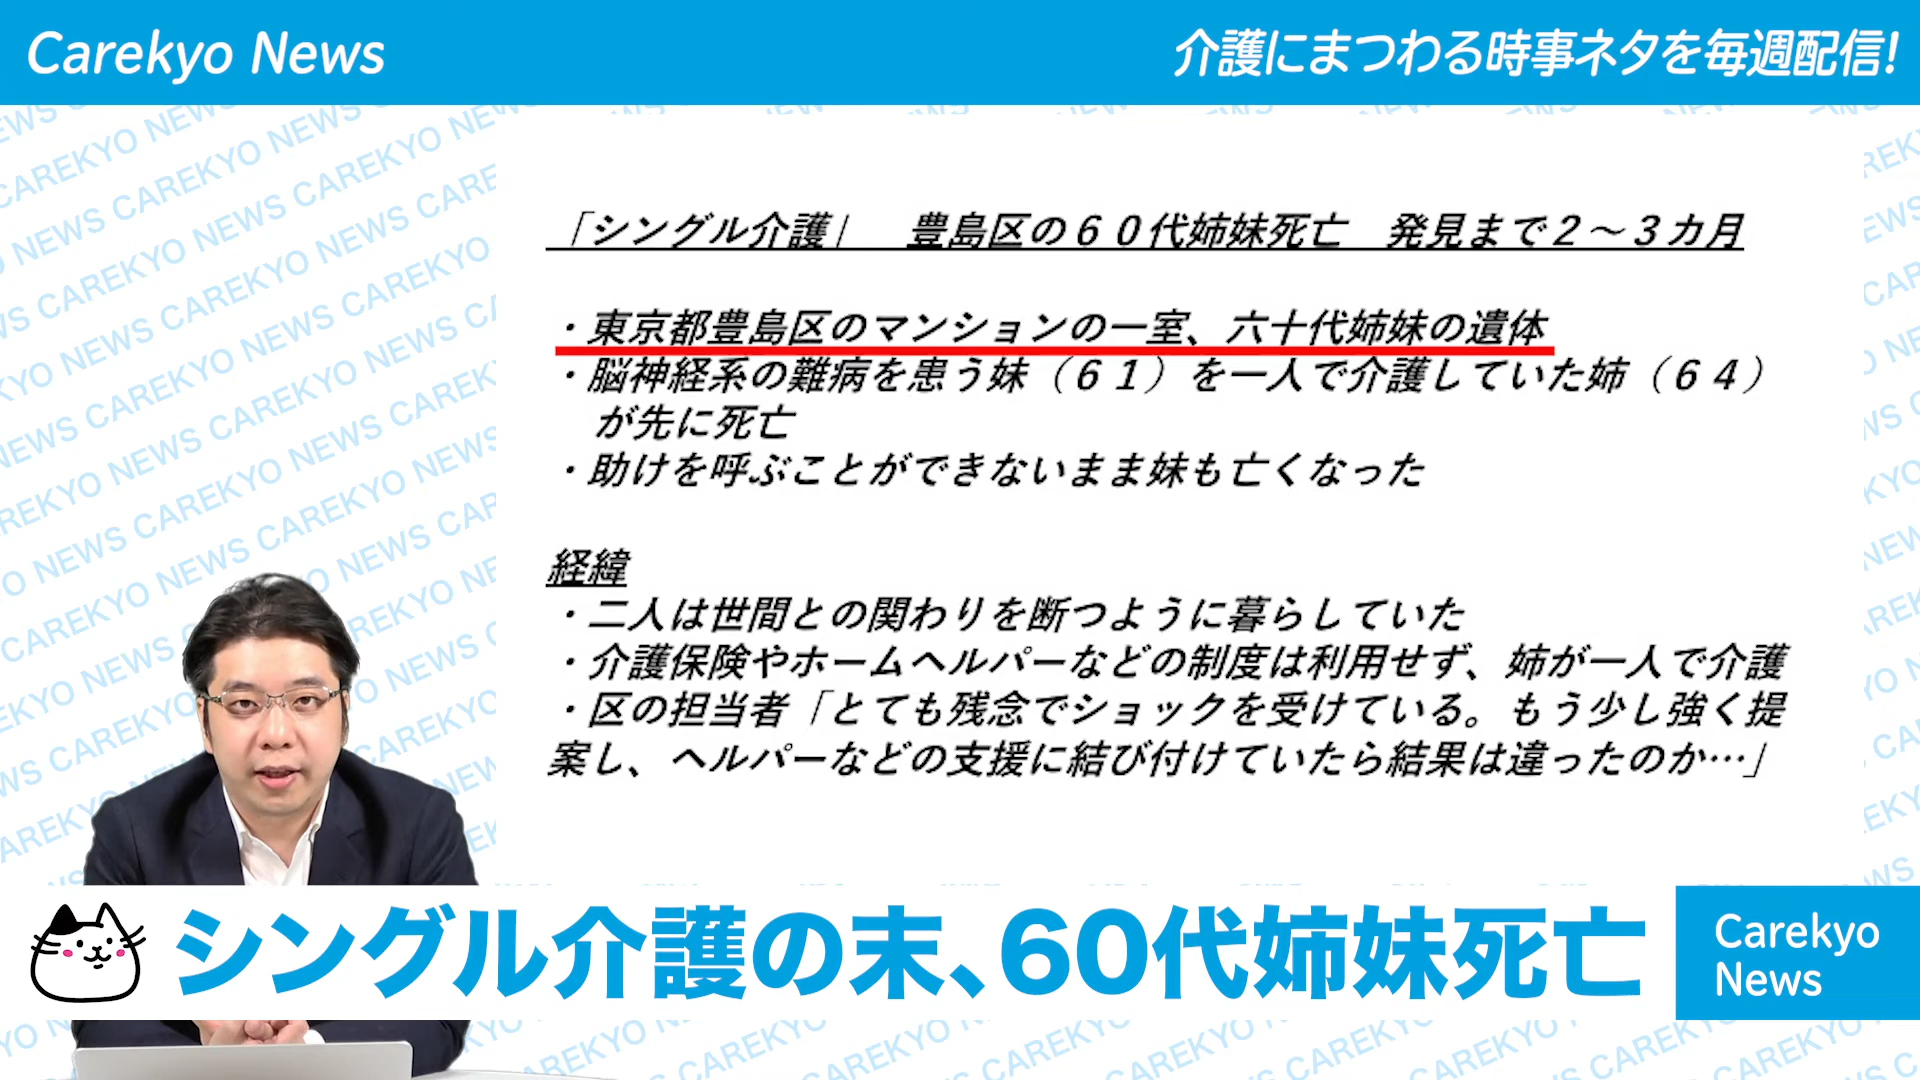 Carekyo News
介護にまつわる時事ネタを毎週配信!
「シングル介護」　豊島区の６０代姉妹死亡　発見まで２～３カ月
・東京都豊島区のマンションの一室、六十代姉妹の遺体
・脳神経系の難病を患う妹（６１）を一人で介護していた姉（６４）
が先に死亡
・助けを呼ぶことができないまま妹も亡くなった
経緯
・二人は世間との関わりを断つように暮らしていた
・介護保険やホームヘルパーなどの制度は利用せず、姉が一人で介護
・区の担当者「とても残念でショックを受けている。もう少し強く提
案し、ヘルパーなどの支援に結び付けていたら結果は違ったのか…」
シングル介護の末、60代姉妹死亡
Carekyo
News